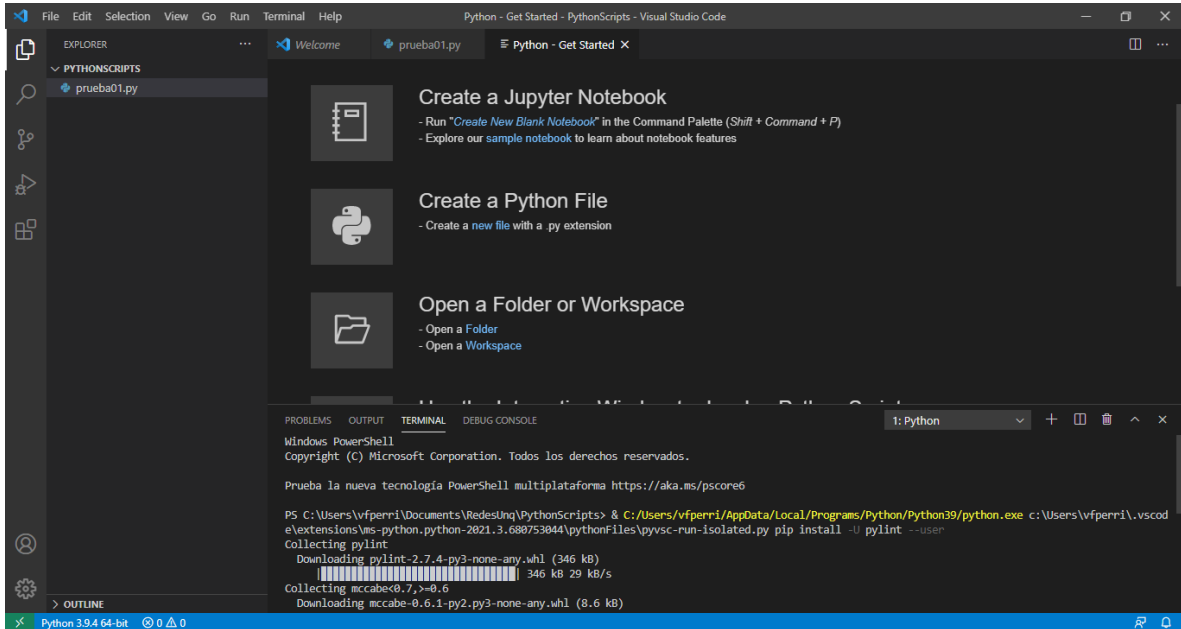 File Edit Selection View Go Run Terminal Help
Python - Get Started - PythonScripts - Visual Studio Code
EXPLORER
PYTHONSCRIPTS
prueba01.py
OUTLINE
Welcome
prueba01.py
Python - Get Started
Create a Jupyter Notebook
- Run "Create New Blank Notebook" in the Command Palette (Shift + Command + P)
- Explore our sample notebook to learn about notebook features
Create a Python File
- Create a new file with a .py extension
Open a Folder or Workspace
- Open a Folder
- Open a Workspace
PROBLEMS OUTPUT TERMINAL DEBUG CONSOLE
1: Python
Windows PowerShell
Copyright (C) Microsoft Corporation. Todos los derechos reservados.
Prueba la nueva tecnología PowerShell multiplataforma https://aka.ms/pscore6
PS C:\Users\vfperri\Documents\RedesUnq\PythonScripts> & C:/Users/vfperri/AppData/Local/Programs/Python/Python39/python.exe c:\Users\vfperri\.vscod
e\extensions\ms-python.python-2021.3.680753044\pythonFiles\pyvsc-run-isolated.py pip install -U pylint --user
Collecting pylint
Downloading pylint-2.7.4-py3-none-any.whl (346 kB)
346 kB 29 kB/s
Collecting mccabe<0.7,>=0.6
Downloading mccabe-0.6.1-py2.py3-none-any.whl (8.6 kB)
Python 3.9.4 64-bit 0 0